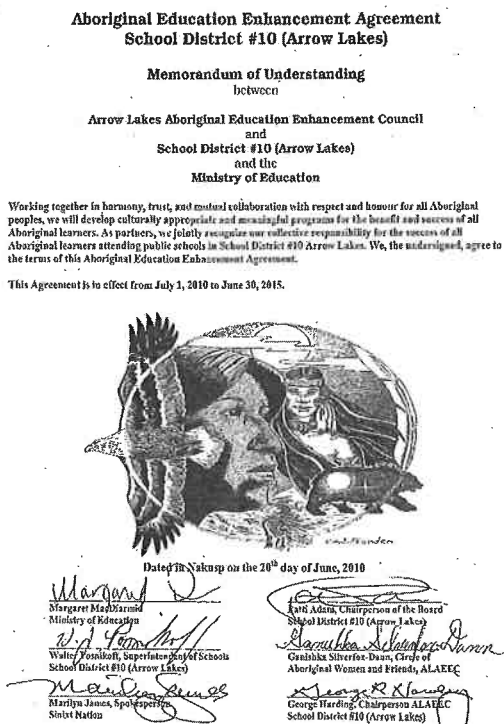 Aboriginal Education Enhancement Agreement
School District #10 (Arrow Lakes)
Memorandum of Understanding
between
Arrow Lakes Aboriginal Education Enhancement Council
and
School District #10 (Arrow Lakes)
and the
Ministry of Education
Working together in harmony, trust, and mutual collaboration with respect and honour for all Aboriginal
peoples, we will develop culturally appropriate and meaningful programs for the benefit and success of all
Aboriginal learners. As partners, we jointly recognize our collective responsibility for the success of all
Aboriginal learners attending public schools in School District #10 Arrow Lakes. We, the undersigned, agree to
the terms of this Aboriginal Education Enhancement Agreement.
This Agreement is in effect from July 1, 2010 to June 30, 2015.
Dated in Nakusp on the 20th day of June, 2010
Margaret
Margaret MacDiarmid
Ministry of Education
Patti Adam, Chairperson of the Board
School District #10 (Arrow Lakes)
Walter Posnikoff, Superintendent of Schools
School District #10 (Arrow Lakes)
Ganishka Silverfox-Dann, Circle of
Aboriginal Women and Friends, ALAEEC
Marilyn James, Spokesperson
Sinixt Nation
George Harding, Chairperson ALAEEC
School District #10 (Arrow Lakes)